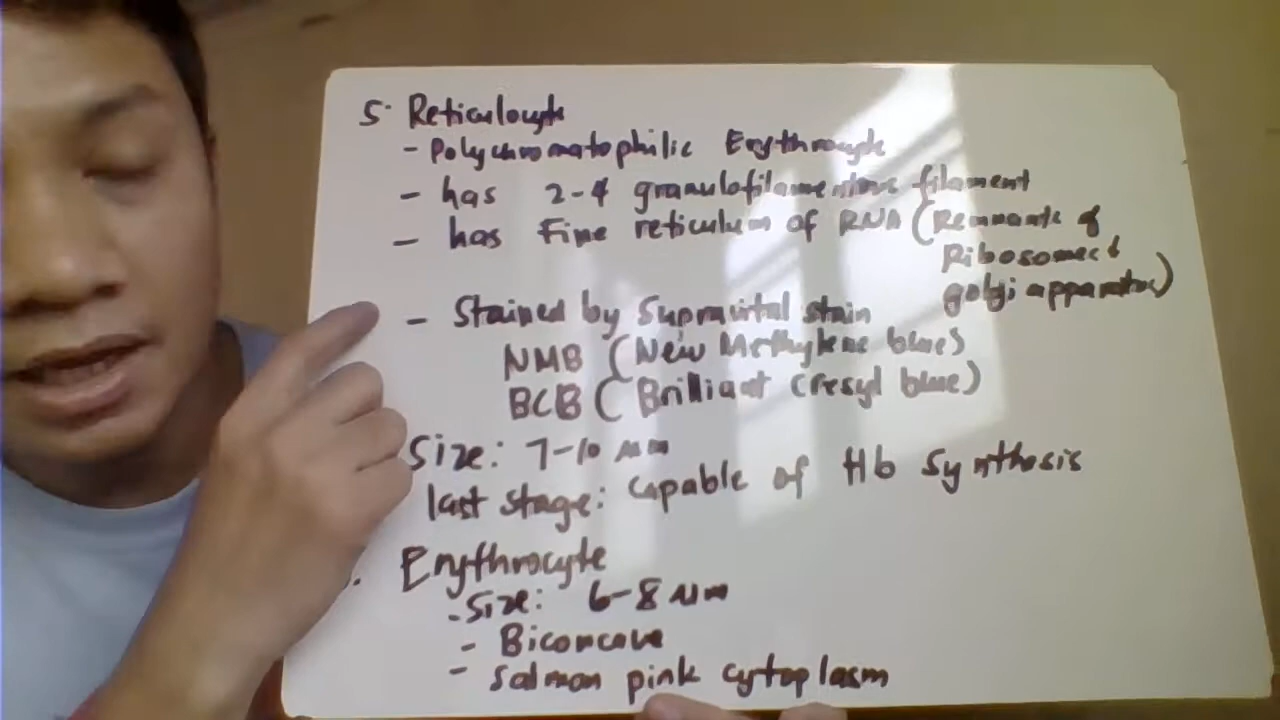 5. Reticulocyte
- Polychromatophilic Erythrocyte
- has 2-4 granulofilamentous filament
- has Fine reticulum of RNA (Remnants of
Ribosomes &
golgi apparatus)
- Stained by Supravital stain
NMB (New Methylene blue)
BCB (Brilliant Cresyl blue)
Size: 7-10 µm
last stage: capable of Hb synthesis
. Erythrocyte
- Size: 6-8 µm
- Biconcave
- salmon pink cytoplasm